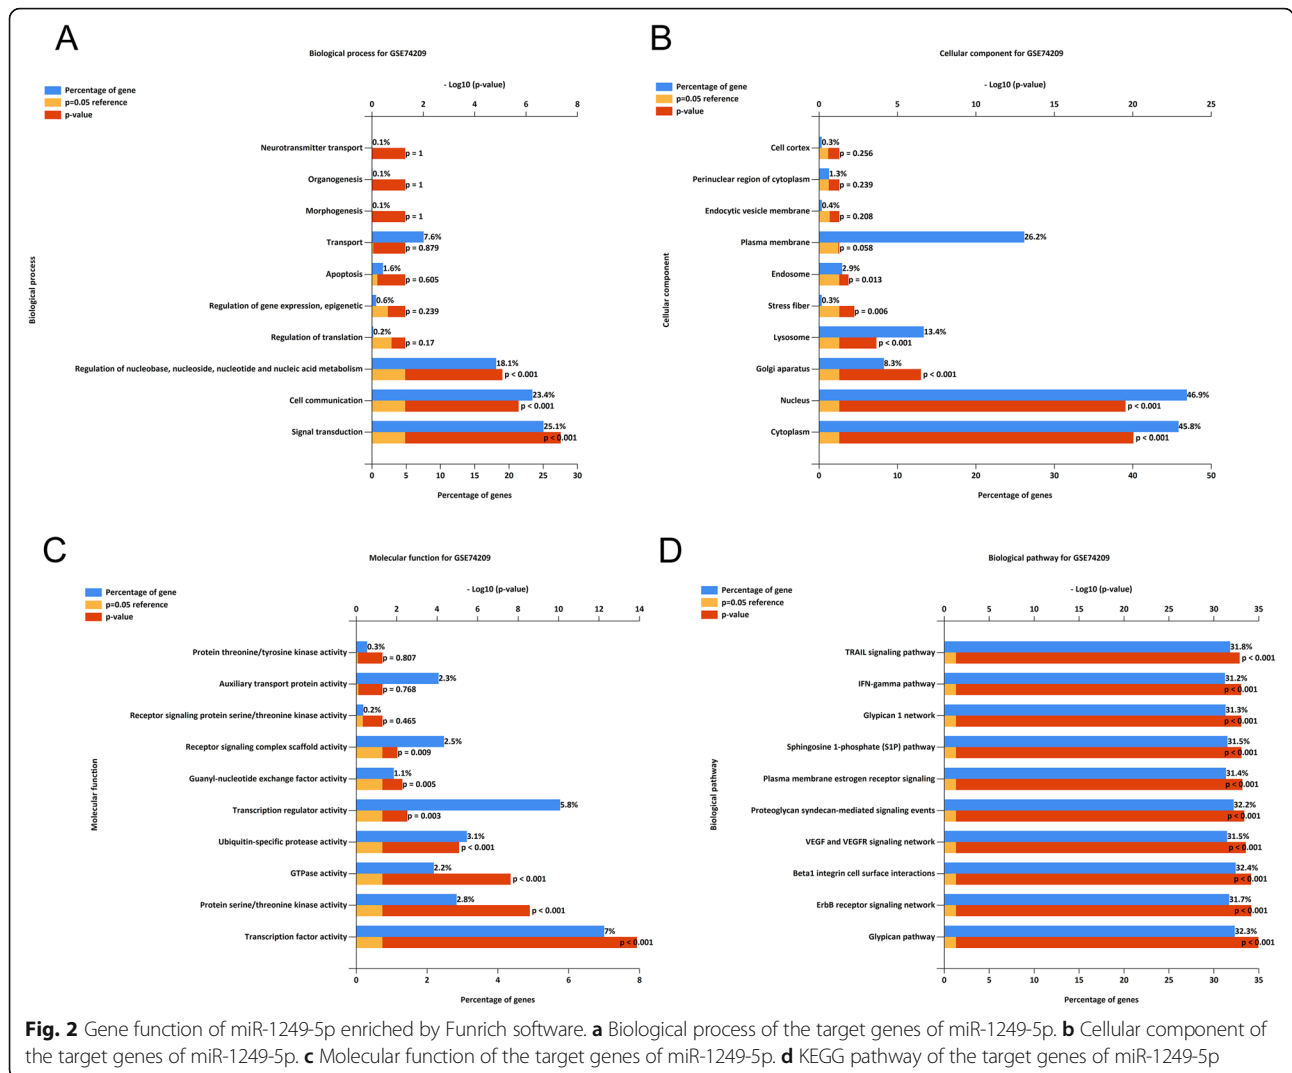 A
Biological process for GSE74209
Percentage of gene
p=0.05 reference
p-value
- Log10 (p-value)
0 2 4 6 8
Biological process
Neurotransmitter transport 0.1% p = 1
Organogenesis 0.1% p = 1
Morphogenesis 0.1% p = 1
Transport 7.6% p = 0.879
Apoptosis 1.6% p = 0.605
Regulation of gene expression, epigenetic 0.6% p = 0.239
Regulation of translation 0.2% p = 0.17
Regulation of nucleobase, nucleoside, nucleotide and nucleic acid metabolism 18.1% p < 0.001
Cell communication 23.4% p < 0.001
Signal transduction 25.1% p < 0.001
0 5 10 15 20 25 30
Percentage of genes
B
Cellular component for GSE74209
Percentage of gene
p=0.05 reference
p-value
- Log10 (p-value)
0 5 10 15 20 25
Cellular component
Cell cortex 0.3% p = 0.256
Perinuclear region of cytoplasm 1.3% p = 0.239
Endocytic vesicle membrane 0.4% p = 0.208
Plasma membrane 26.2% p = 0.058
Endosome 2.9% p = 0.013
Stress fiber 0.3% p = 0.006
Lysosome 13.4% p < 0.001
Golgi aparatus 8.3% p < 0.001
Nucleus 46.9% p < 0.001
Cytoplasm 45.8% p < 0.001
0 10 20 30 40 50
Percentage of genes
C
Molecular function for GSE74209
Percentage of gene
p=0.05 reference
p-value
- Log10 (p-value)
0 2 4 6 8 10 12 14
Molecular function
Protein threonine/tyrosine kinase activity 0.3% p = 0.807
Auxiliary transport protein activity 2.3% p = 0.768
Receptor signaling protein serine/threonine kinase activity 0.2% p = 0.465
Receptor signaling complex scaffold activity 2.5% p = 0.009
Guanyl-nucleotide exchange factor activity 1.1% p = 0.005
Transcription regulator activity 5.8% p = 0.003
Ubiquitin-specific protease activity 3.1% p < 0.001
GTPase activity 2.2% p < 0.001
Protein serine/threonine kinase activity 2.8% p < 0.001
Transcription factor activity 7% p < 0.001
0 2 4 6 8
Percentage of genes
D
Biological pathway for GSE74209
Percentage of gene
p=0.05 reference
p-value
- Log10 (p-value)
0 5 10 15 20 25 30 35
Biological pathway
TRAIL signaling pathway 31.8% p < 0.001
IFN-gamma pathway 31.2% p < 0.001
Glypican 1 network 31.3% p < 0.001
Sphingosine 1-phosphate (S1P) pathway 31.5% p < 0.001
Plasma membrane estrogen receptor signaling 31.4% p < 0.001
Proteoglycan syndecan-mediated signaling events 32.2% p < 0.001
VEGF and VEGFR signaling network 31.5% p < 0.001
Beta1 integrin cell surface interactions 32.4% p < 0.001
ErbB receptor signaling network 31.7% p < 0.001
Glypican pathway 32.3% p < 0.001
0 5 10 15 20 25 30 35
Percentage of genes
Fig. 2 Gene function of miR-1249-5p enriched by Funrich software. a Biological process of the target genes of miR-1249-5p. b Cellular component of
the target genes of miR-1249-5p. c Molecular function of the target genes of miR-1249-5p. d KEGG pathway of the target genes of miR-1249-5p